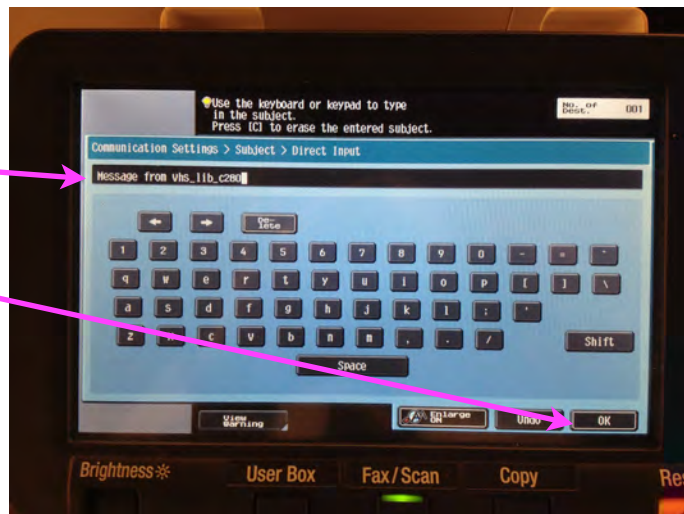 Use the keyboard or keypad to type
in the subject.
Press [C] to erase the entered subject.
No. of
Dest. 001
Communication Settings > Subject > Direct Input
Message from vhs_lib_c280
De-
lete
1 2 3 4 5 6 7 8 9 0 - =
q w e r t y u i o p [ ] \
a s d f g h j k l ; '
z x c v b n m , . /
Shift
Space
View
Warning
Enlarge
ON
Undo
OK
Brightness
User Box
Fax/Scan
Copy